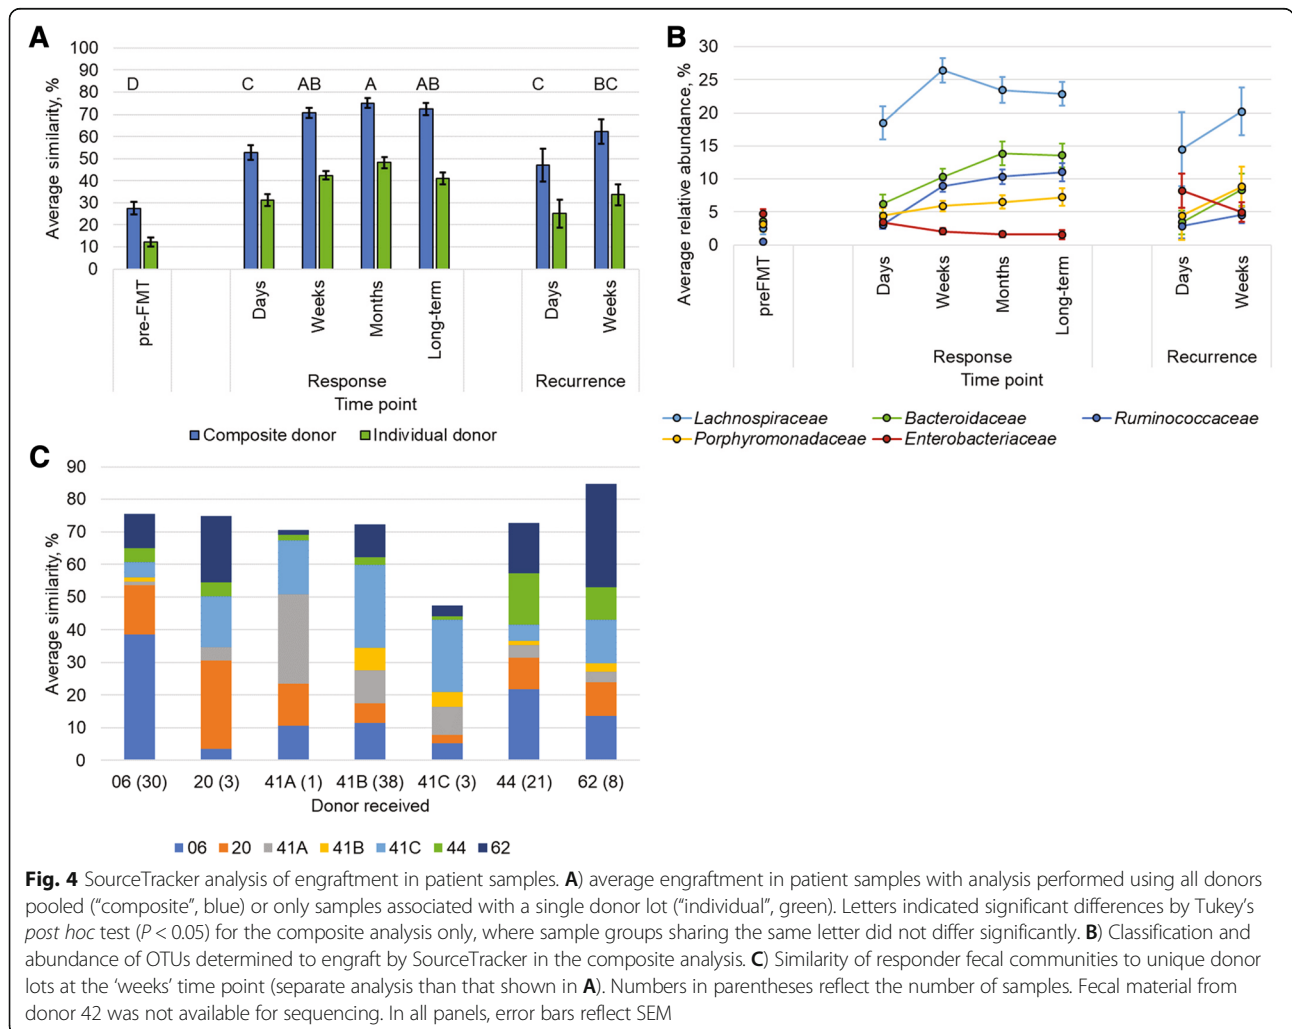 A
Average similarity, %
100
90
80
70
60
50
40
30
20
10
0
D C AB A AB C BC
pre-FMT
Days
Weeks
Months
Long-term
Days
Weeks
Response
Recurrence
Time point
Composite donor Individual donor
B
Average relative abundance, %
30
25
20
15
10
5
0
preFMT
Days
Weeks
Months
Long-term
Days
Weeks
Response
Recurrence
Time point
Lachnospiraceae Bacteroidaceae Ruminococcaceae
Porphyromonadaceae Enterobacteriaceae
C
Average similarity, %
90
80
70
60
50
40
30
20
10
0
06 (30) 20 (3) 41A (1) 41B (38) 41C (3) 44 (21) 62 (8)
Donor received
06 20 41A 41B 41C 44 62
Fig. 4 SourceTracker analysis of engraftment in patient samples. A) average engraftment in patient samples with analysis performed using all donors
pooled (“composite”, blue) or only samples associated with a single donor lot (“individual”, green). Letters indicated significant differences by Tukey’s
post hoc test (P < 0.05) for the composite analysis only, where sample groups sharing the same letter did not differ significantly. B) Classification and
abundance of OTUs determined to engraft by SourceTracker in the composite analysis. C) Similarity of responder fecal communities to unique donor
lots at the ‘weeks’ time point (separate analysis than that shown in A). Numbers in parentheses reflect the number of samples. Fecal material from
donor 42 was not available for sequencing. In all panels, error bars reflect SEM